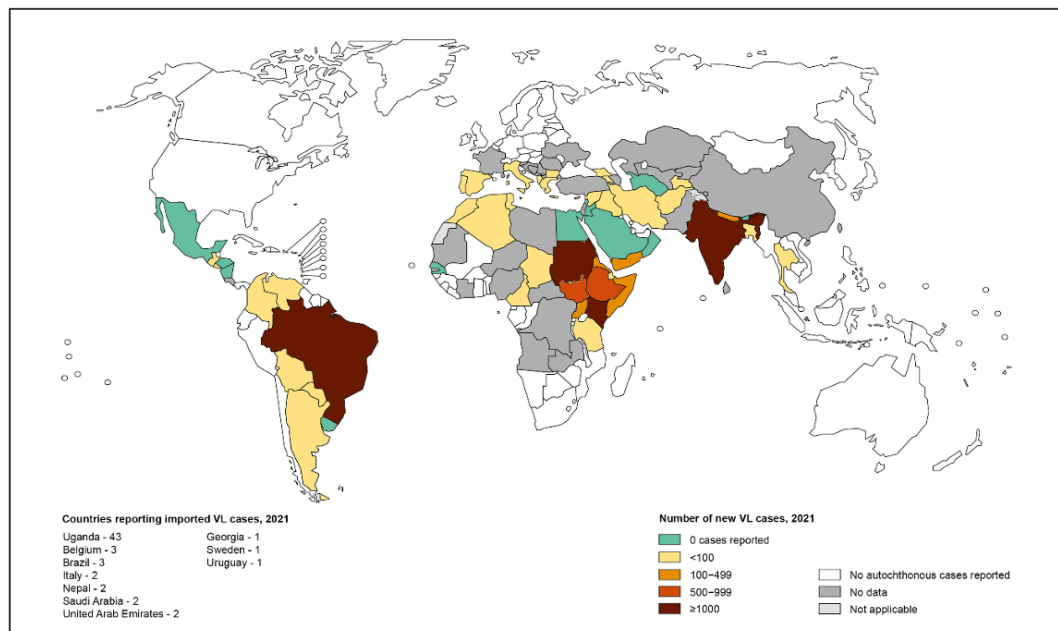 Countries reporting imported VL cases, 2021
Uganda - 43
Belgium - 3
Brazil - 3
Italy - 2
Nepal - 2
Saudi Arabia - 2
United Arab Emirates - 2
Georgia - 1
Sweden - 1
Uruguay - 1
Number of new VL cases, 2021
0 cases reported
<100
100–499
500–999
≥1000
No autochthonous cases reported
No data
Not applicable